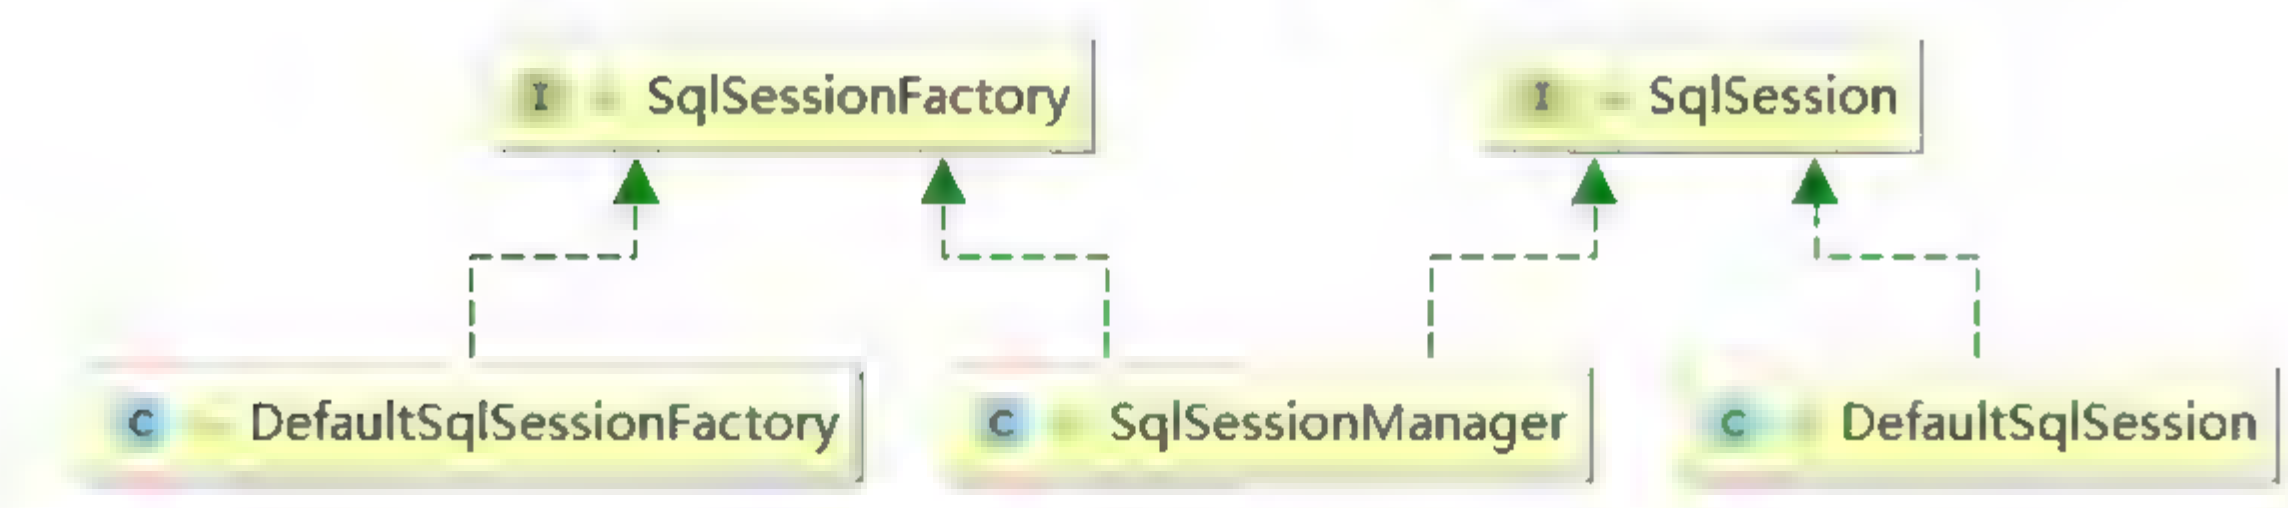 I SqlSessionFactory
I SqlSession
C DefaultSqlSessionFactory
C SqlSessionManager
C DefaultSqlSession